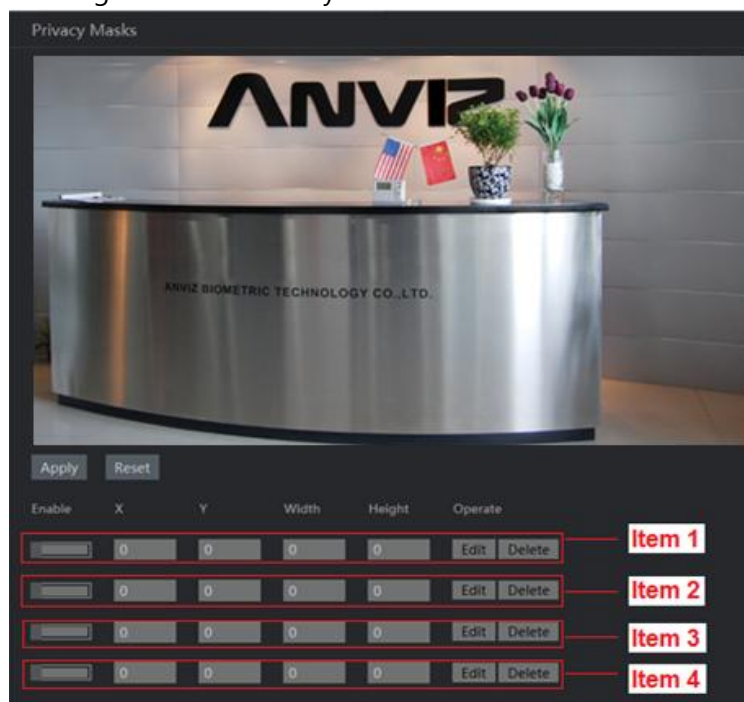 Privacy Masks
ANVIZ
ANVIZ BIOMETRIC TECHNOLOGY CO.,LTD.
Apply Reset
Enable X Y Width Height Operate
0 0 0 0 Edit Delete Item 1
0 0 0 0 Edit Delete Item 2
0 0 0 0 Edit Delete Item 3
0 0 0 0 Edit Delete Item 4